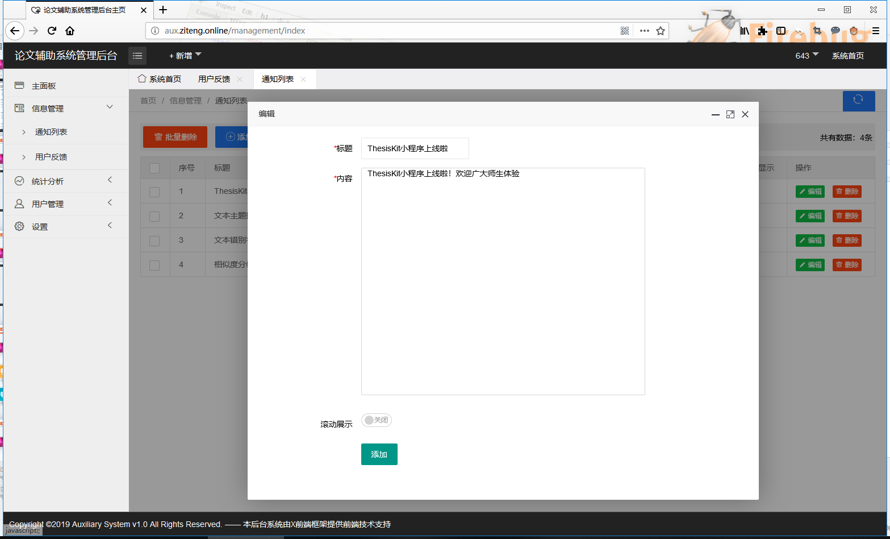 论文辅助系统信息管理后台主页
aux.ziteng.online/management/index
Firebug
论文辅助系统管理后台
+ 新增
643
系统首页
系统首页
用户反馈
通知列表
主面板
信息管理
通知列表
用户反馈
统计分析
用户管理
设置
首页 / 信息管理 / 通知列表
批量删除
添加
共有数据：4条
序号
标题
显示
操作
1
ThesisKit
编辑
删除
2
文本主题
编辑
删除
3
文本错别
编辑
删除
4
相似度分
编辑
删除
编辑
*标题
ThesisKit小程序上线啦
*内容
ThesisKit小程序上线啦！欢迎广大师生体验
滚动展示
关闭
添加
Copyright ©2019 Auxiliary System v1.0 All Rights Reserved. —— 本后台系统由X前端框架提供前端技术支持
javascript:;